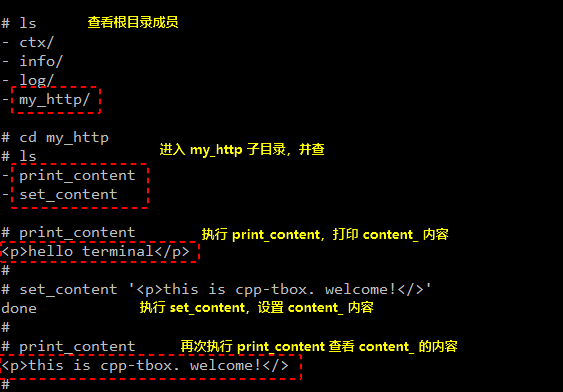 # ls 查看根目录成员
- ctx/
- info/
- log/
- my_http/
# cd my_http
# ls 进入 my_http 子目录，并查
- print_content
- set_content
# print_content 执行 print_content，打印 content_ 内容
<p>hello terminal</p>
#
# set_content '<p>this is cpp-tbox. welcome!</>'
done 执行 set_content，设置 content_ 内容
#
# print_content 再次执行 print_content 查看 content_ 的内容
<p>this is cpp-tbox. welcome!</>
#